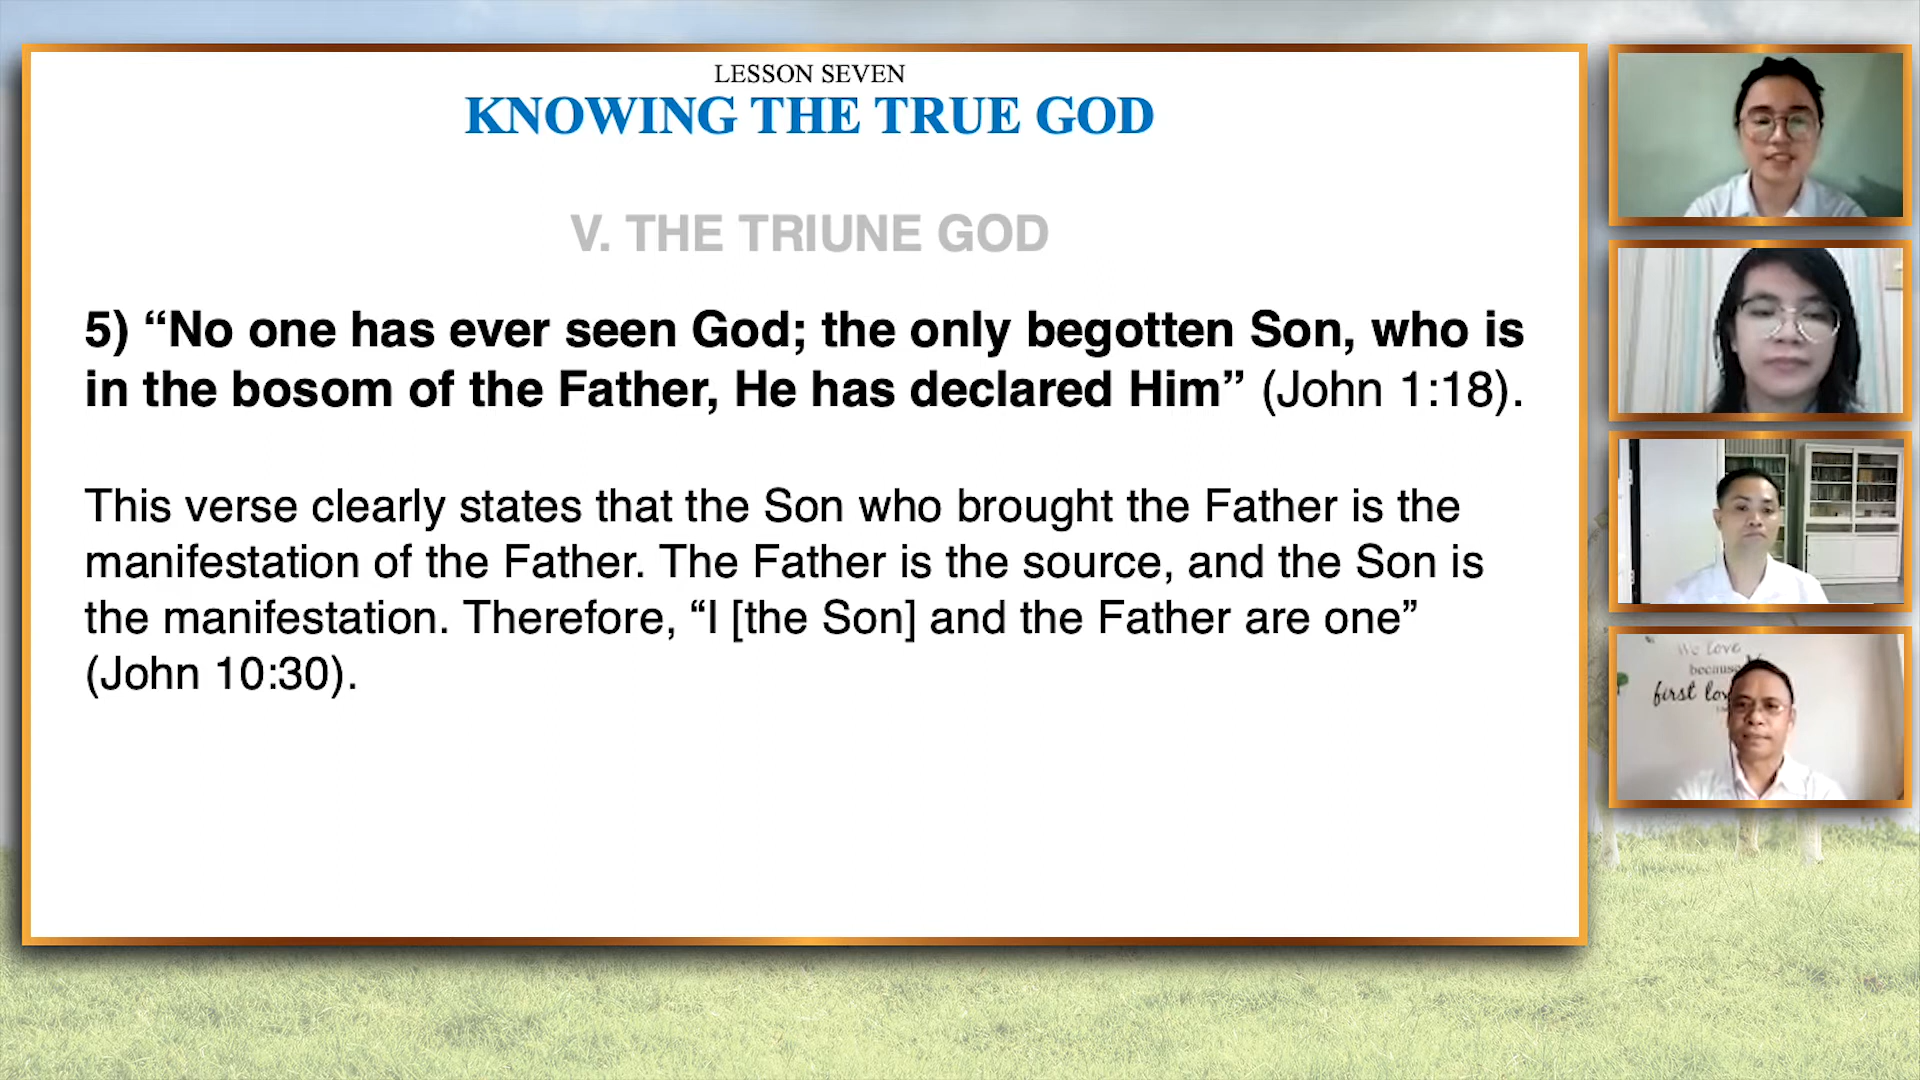 LESSON SEVEN
KNOWING THE TRUE GOD
V. THE TRIUNE GOD
5) “No one has ever seen God; the only begotten Son, who is
in the bosom of the Father, He has declared Him” (John 1:18).
This verse clearly states that the Son who brought the Father is the
manifestation of the Father. The Father is the source, and the Son is
the manifestation. Therefore, “I [the Son] and the Father are one”
(John 10:30).
We love
because
first